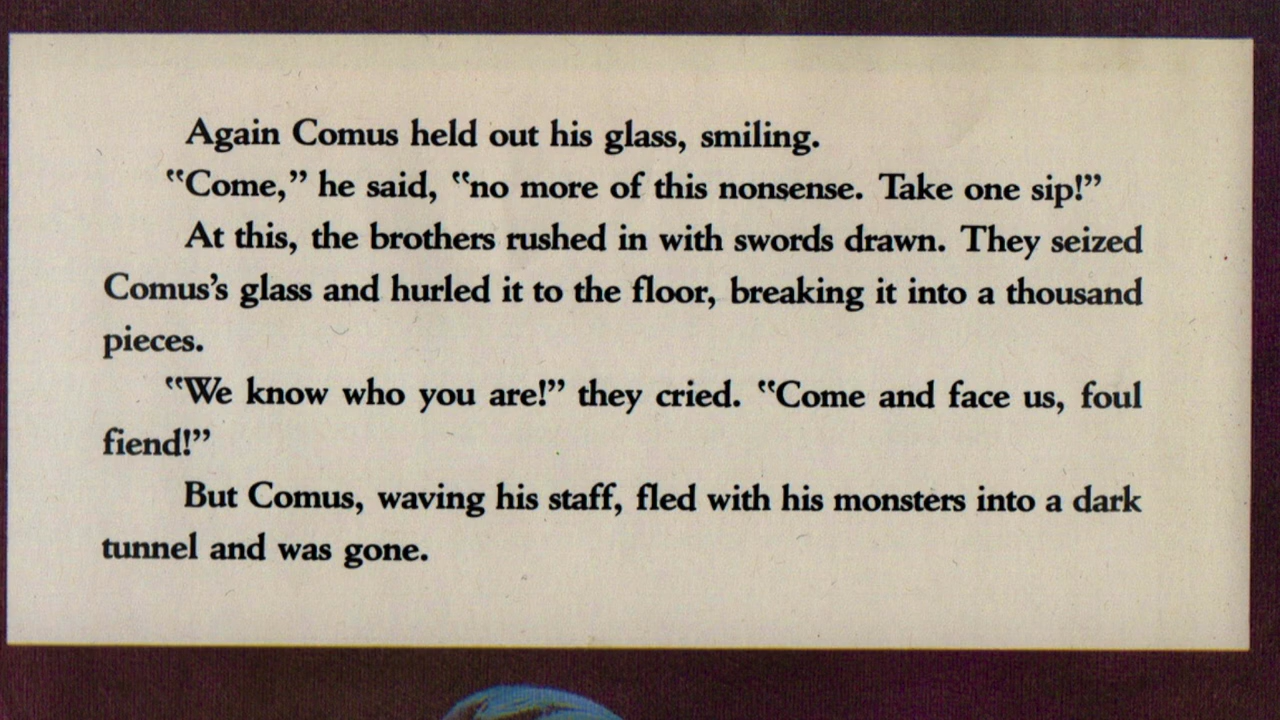 Again Comus held out his glass, smiling.
“Come,” he said, “no more of this nonsense. Take one sip!”
At this, the brothers rushed in with swords drawn. They seized
Comus’s glass and hurled it to the floor, breaking it into a thousand
pieces.
“We know who you are!” they cried. “Come and face us, foul
fiend!”
But Comus, waving his staff, fled with his monsters into a dark
tunnel and was gone.